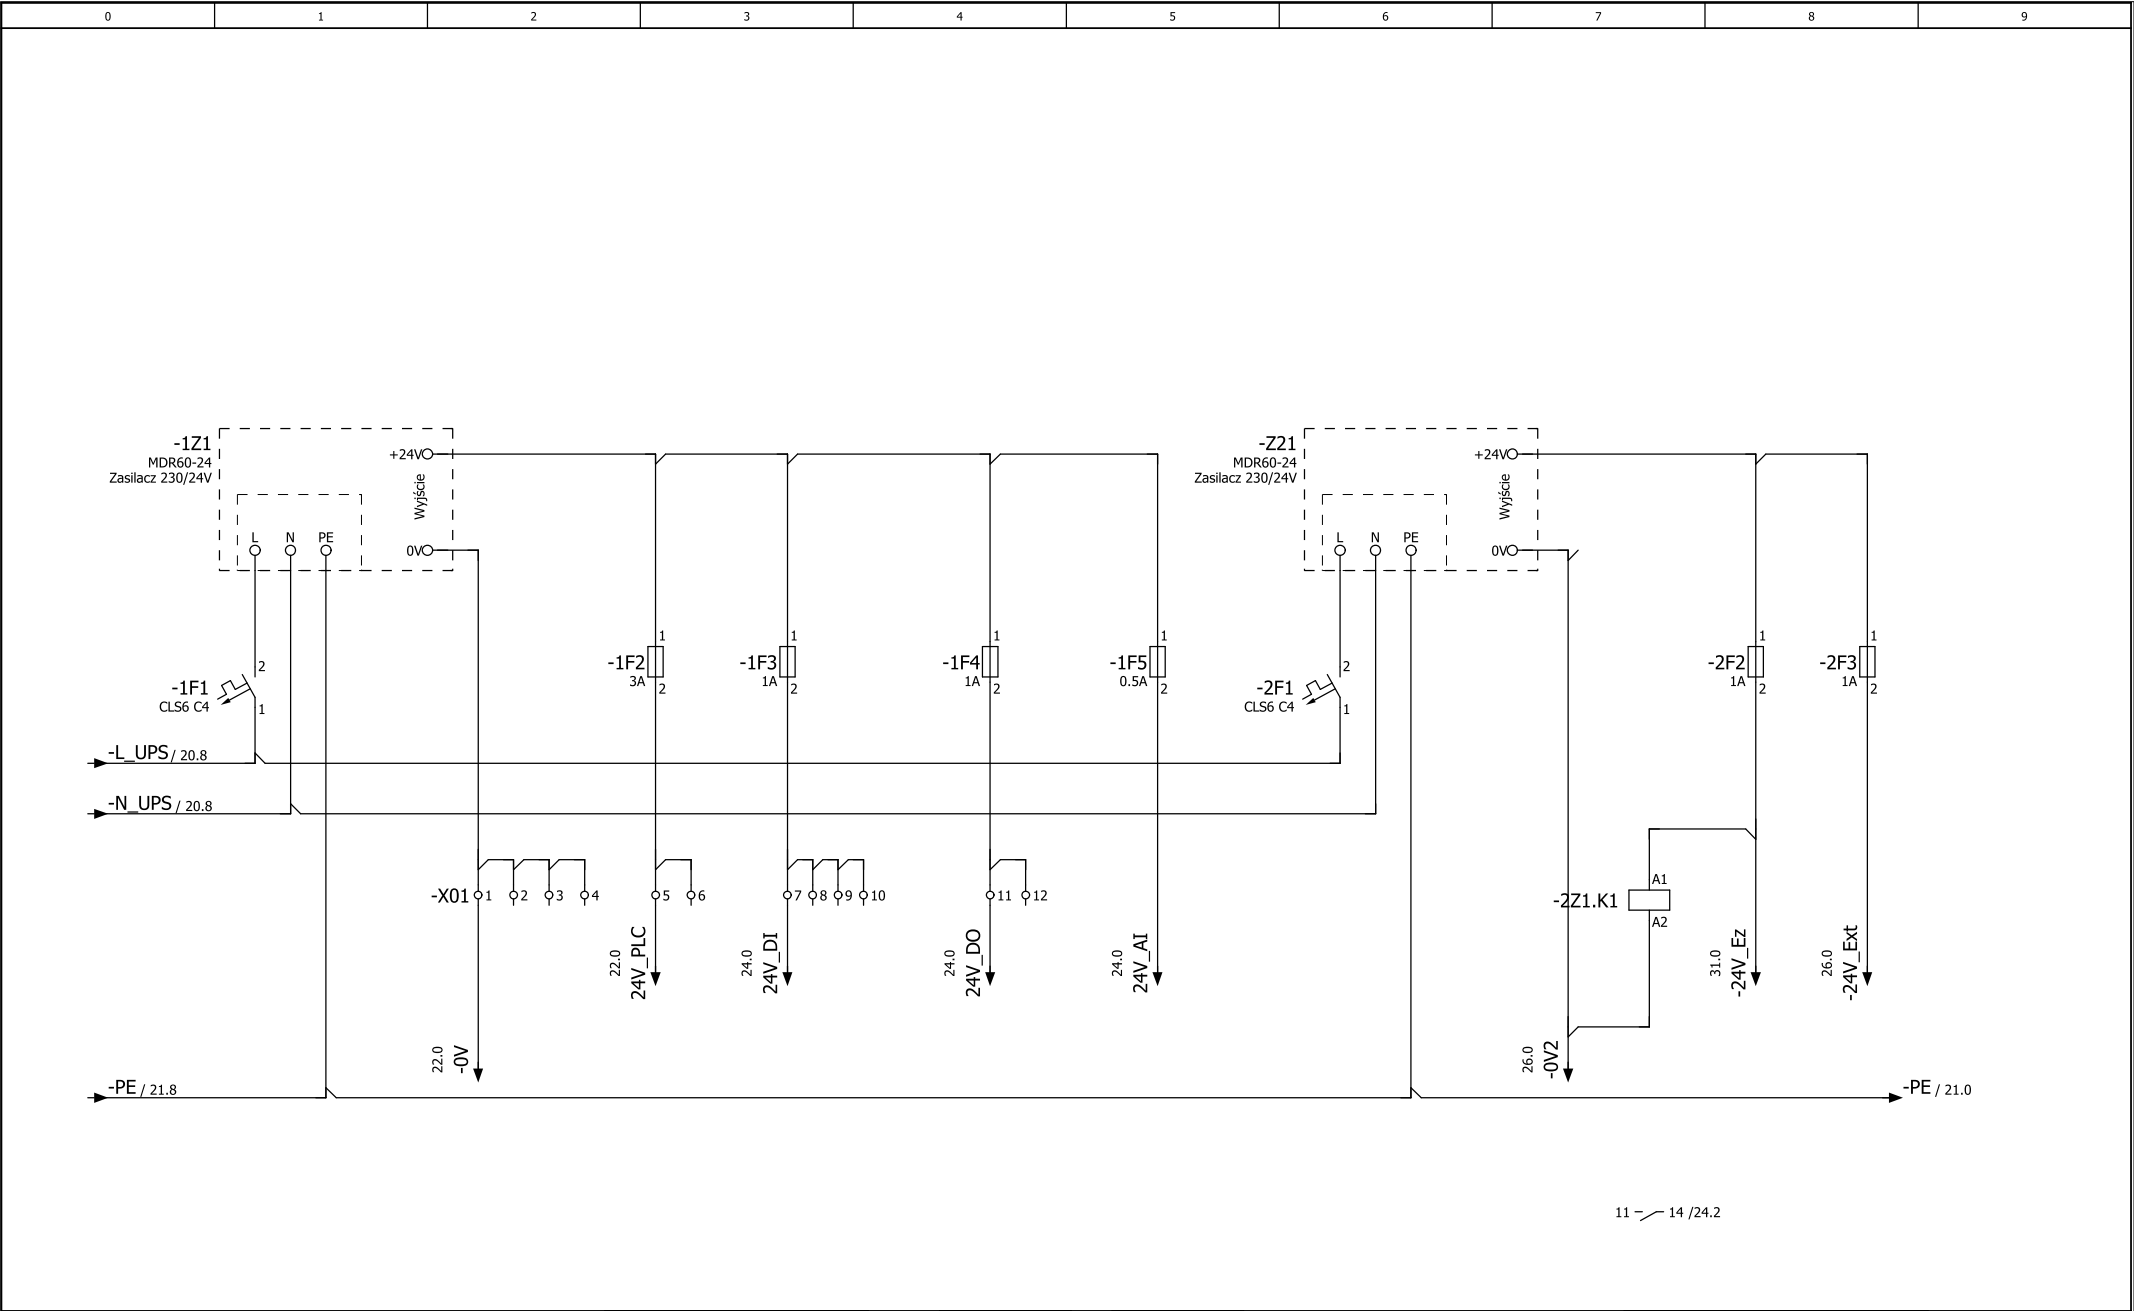 0 1 2 3 4 5 6 7 8 9
-1Z1
MDR60-24
Zasilacz 230/24V
+24V
Wyjście
L N PE
0V
-Z21
MDR60-24
Zasilacz 230/24V
+24V
Wyjście
L N PE
0V
-1F1
CLS6 C4
2
1
-1F2
3A
1
2
-1F3
1A
1
2
-1F4
1A
1
2
-1F5
0.5A
1
2
-2F1
CLS6 C4
2
1
-2F2
1A
1
2
-2F3
1A
1
2
-L_UPS / 20.8
-N_UPS / 20.8
-X01 1 2 3 4 5 6 7 8 9 10 11 12
-2Z1.K1
A1
A2
22.0
24V_PLC
24.0
24V_DI
24.0
24V_DO
24.0
24V_AI
31.0
-24V_Ez
26.0
-24V_Ext
22.0
-0V
26.0
-0V2
-PE / 21.8
-PE / 21.0
11 14 /24.2